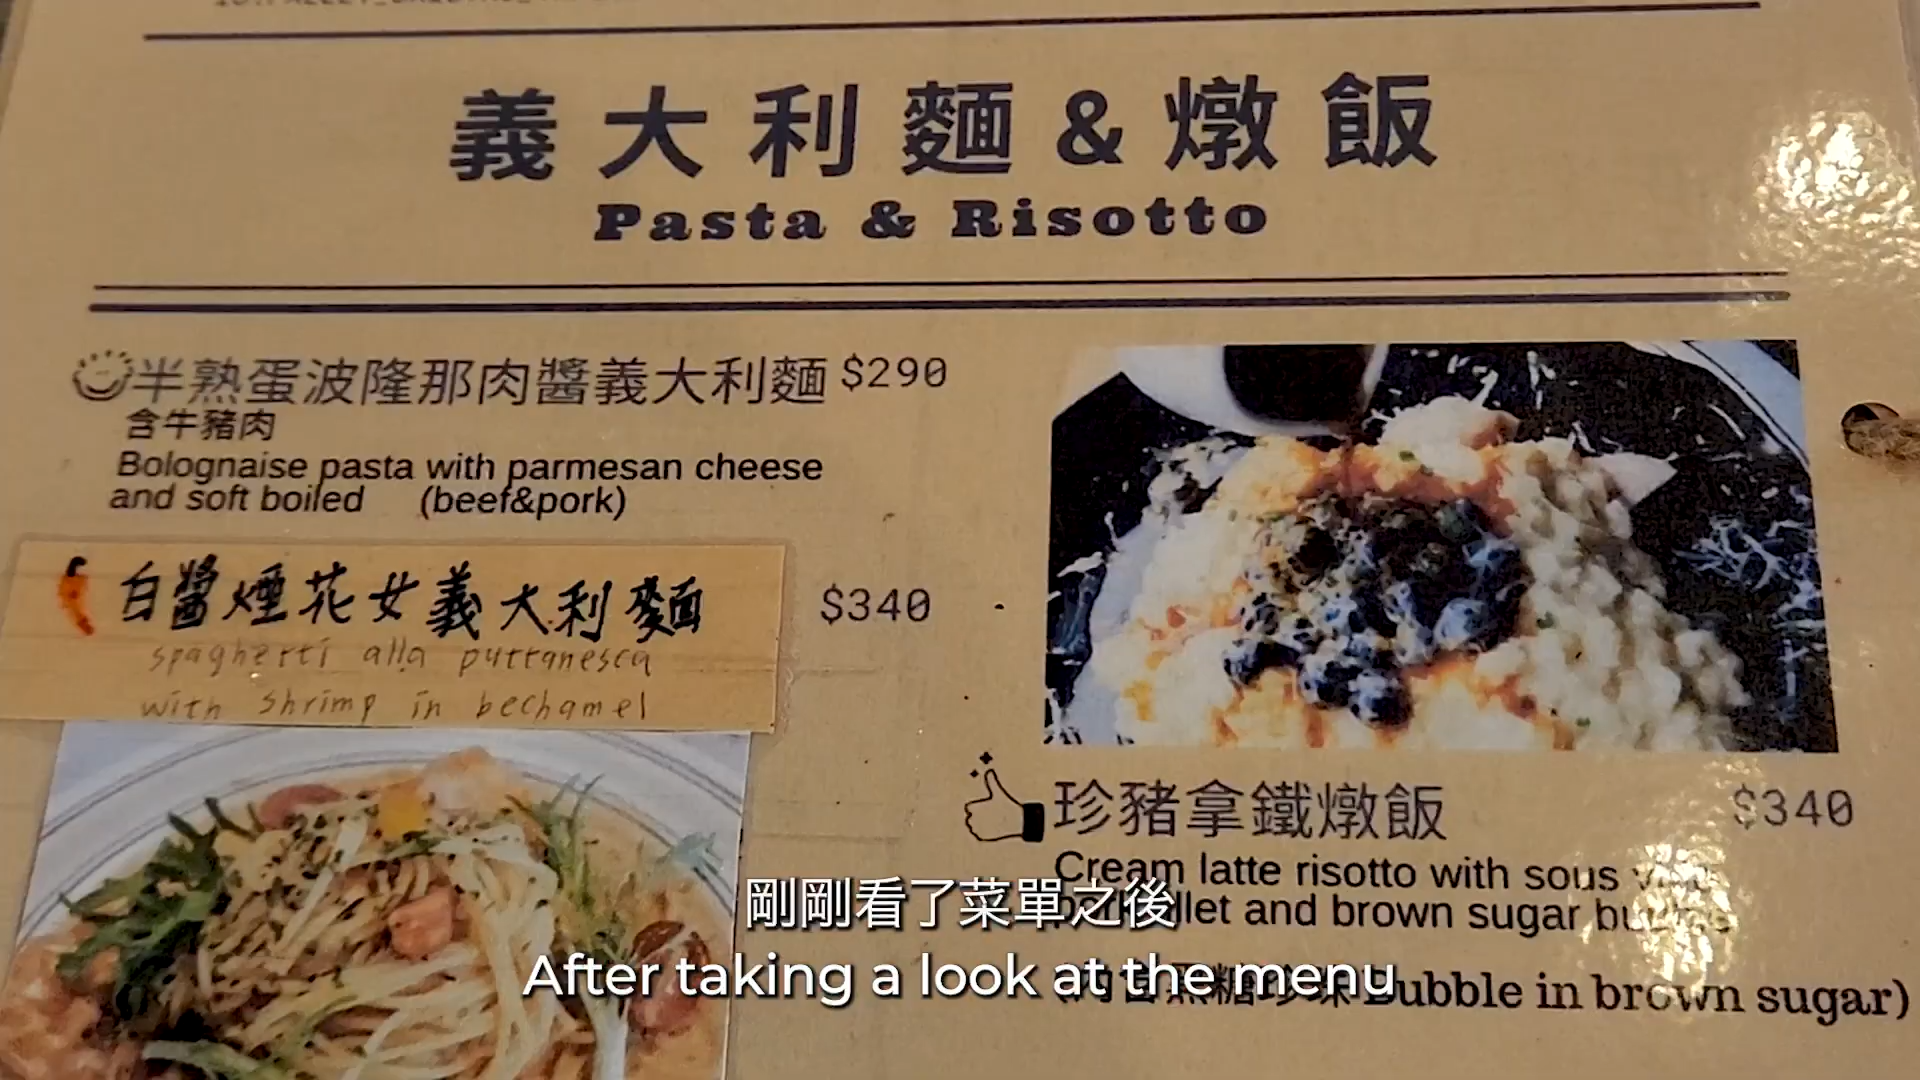 義大利麵&燉飯
Pasta & Risotto
半熟蛋波隆那肉醬義大利麵 $290
含牛豬肉
Bolognaise pasta with parmesan cheese
and soft boiled (beef&pork)
白醬煙花女義大利麵 $340
spaghetti alla puttanesca
with shrimp in bechamel
珍豬拿鐵燉飯 $340
Cream latte risotto with sous
and brown sugar
黑糖珍珠 Bubble in brown sugar)
剛剛看了菜單之後
After taking a look at the menu